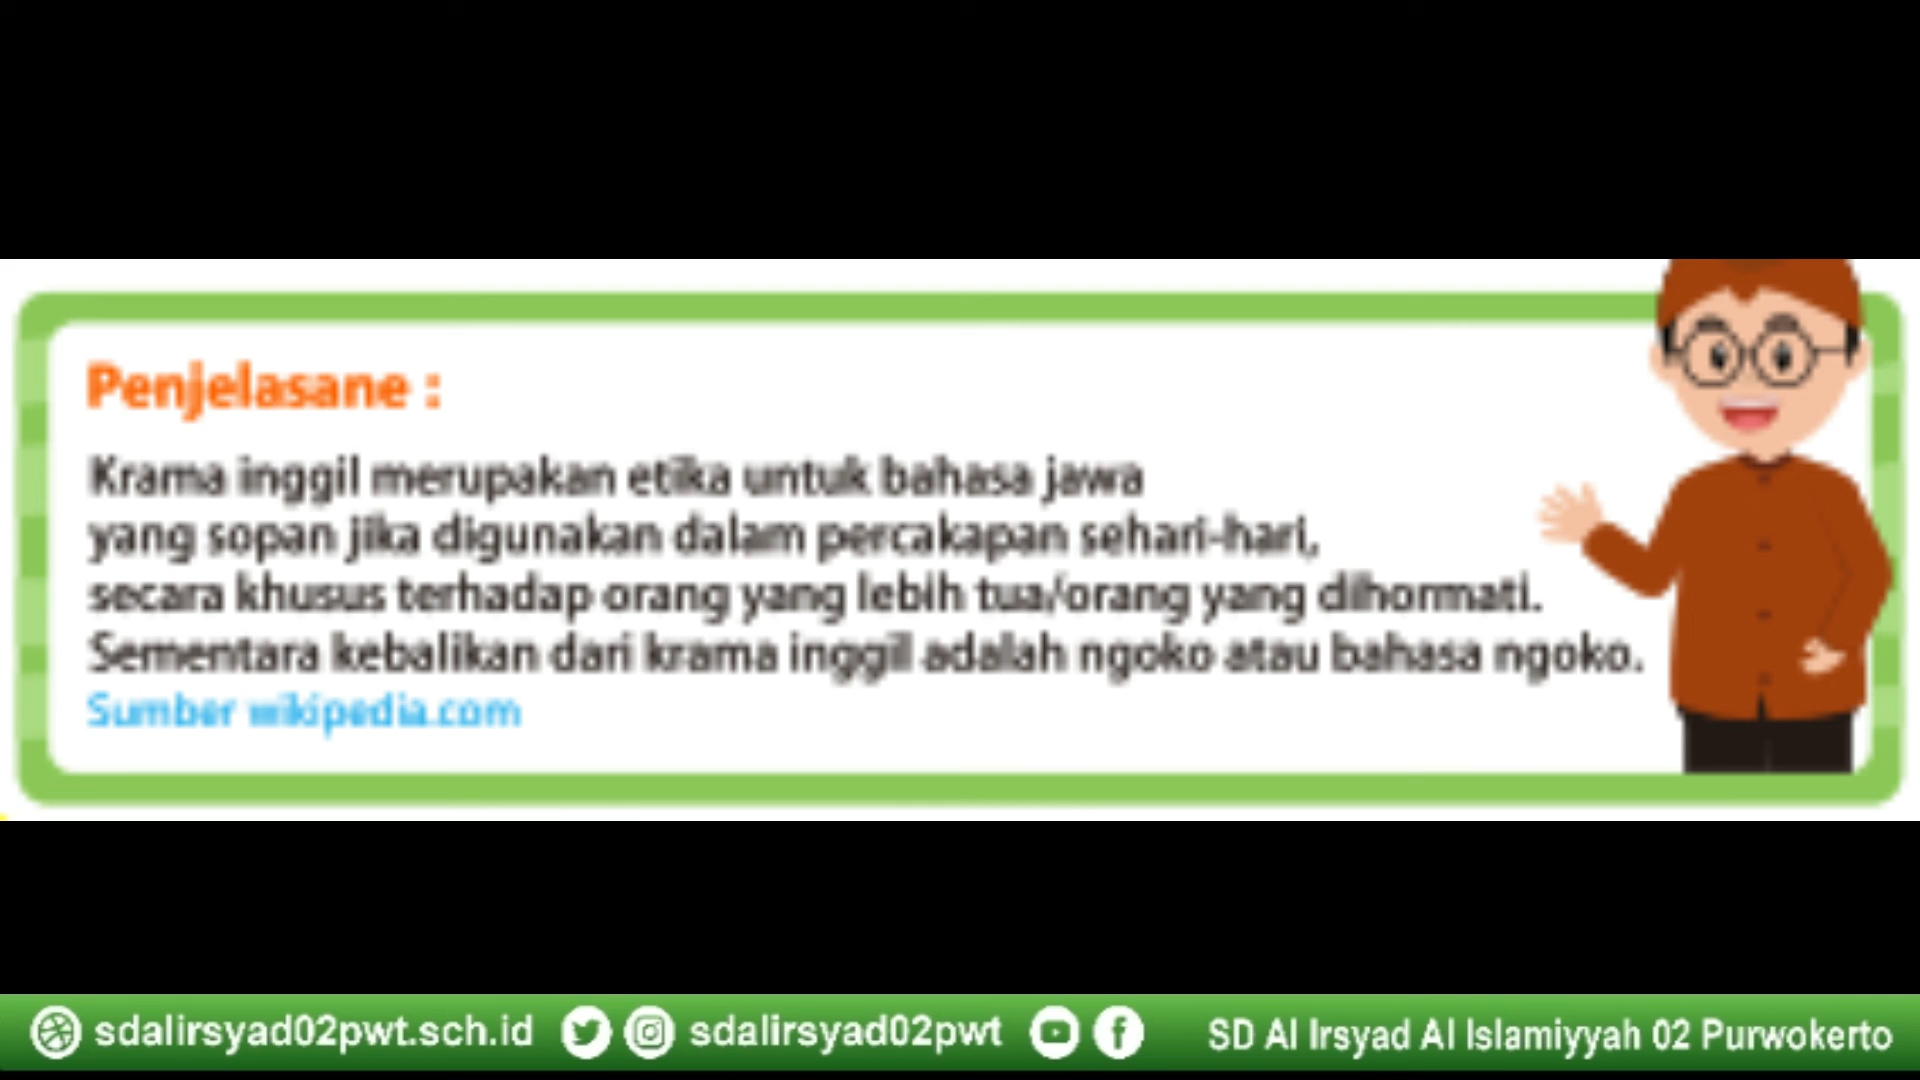 Penjelasane :
Krama inggil merupakan etika untuk bahasa jawa
yang sopan jika digunakan dalam percakapan sehari-hari,
secara khusus terhadap orang yang lebih tua/orang yang dihormati.
Sementara kebalikan dari krama inggil adalah ngoko atau bahasa ngoko.
Sumber wikipedia.com
sdalirsyad02pwt.sch.id sdalirsyad02pwt SD Al Irsyad Al Islamiyyah 02 Purwokerto